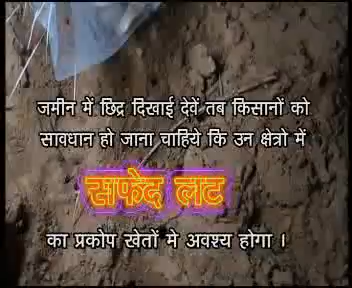 जमीन में छिद्र दिखाई देवें तब किसानों को
सावधान हो जाना चाहिये कि उन क्षेत्रो में
सफेद लट
का प्रकोप खेतों मे अवश्य होगा ।